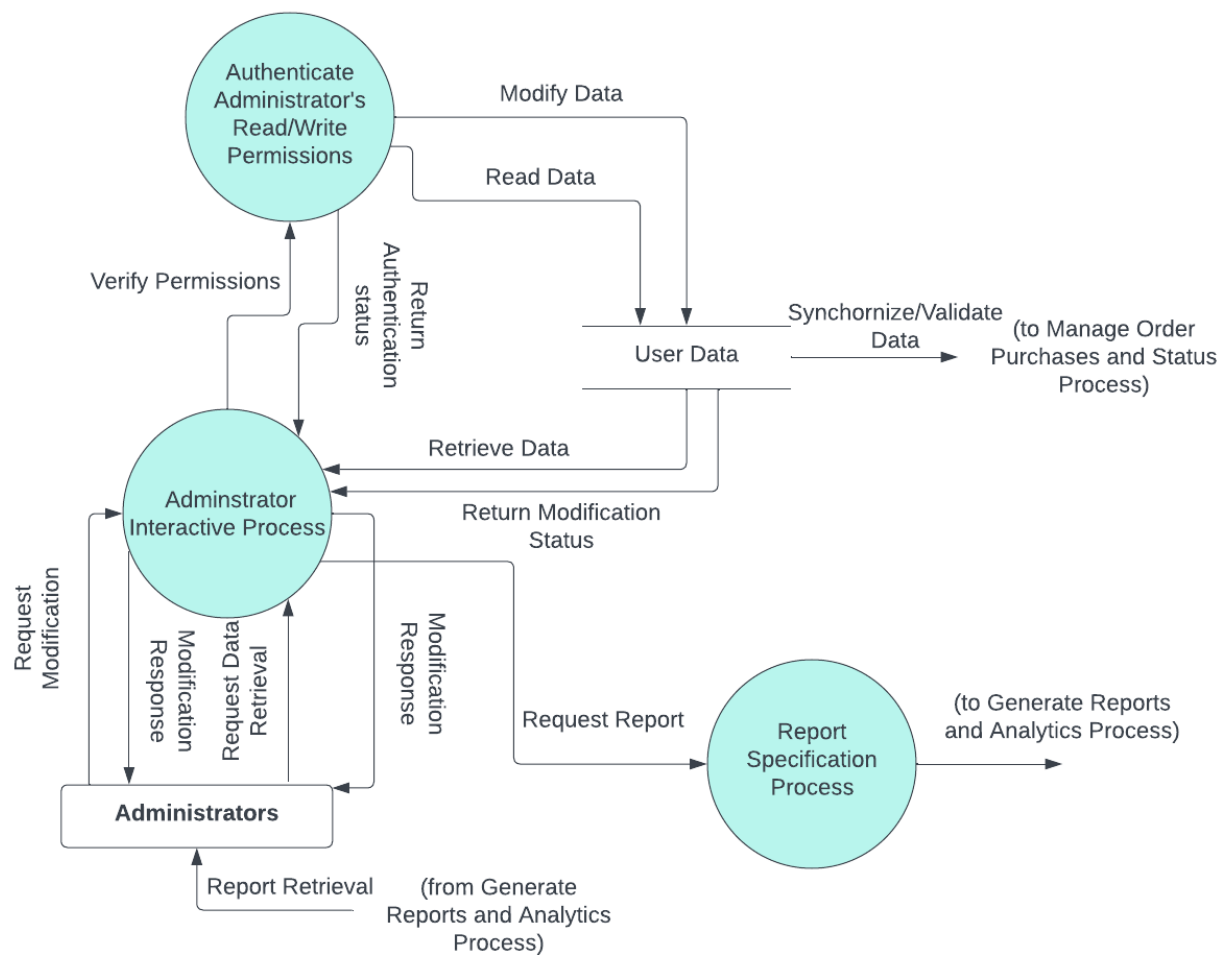 Authenticate
Administrator's
Read/Write
Permissions
Modify Data
Read Data
Verify Permissions
Return
Authentication
status
Synchornize/Validate
Data
(to Manage Order
Purchases and Status
Process)
User Data
Retrieve Data
Return Modification
Status
Adminstrator
Interactive Process
Request
Modification
Modification
Response
Request Data
Retrieval
Modification
Response
Request Report
Report
Specification
Process
(to Generate Reports
and Analytics Process)
Administrators
Report Retrieval
(from Generate
Reports and Analytics
Process)